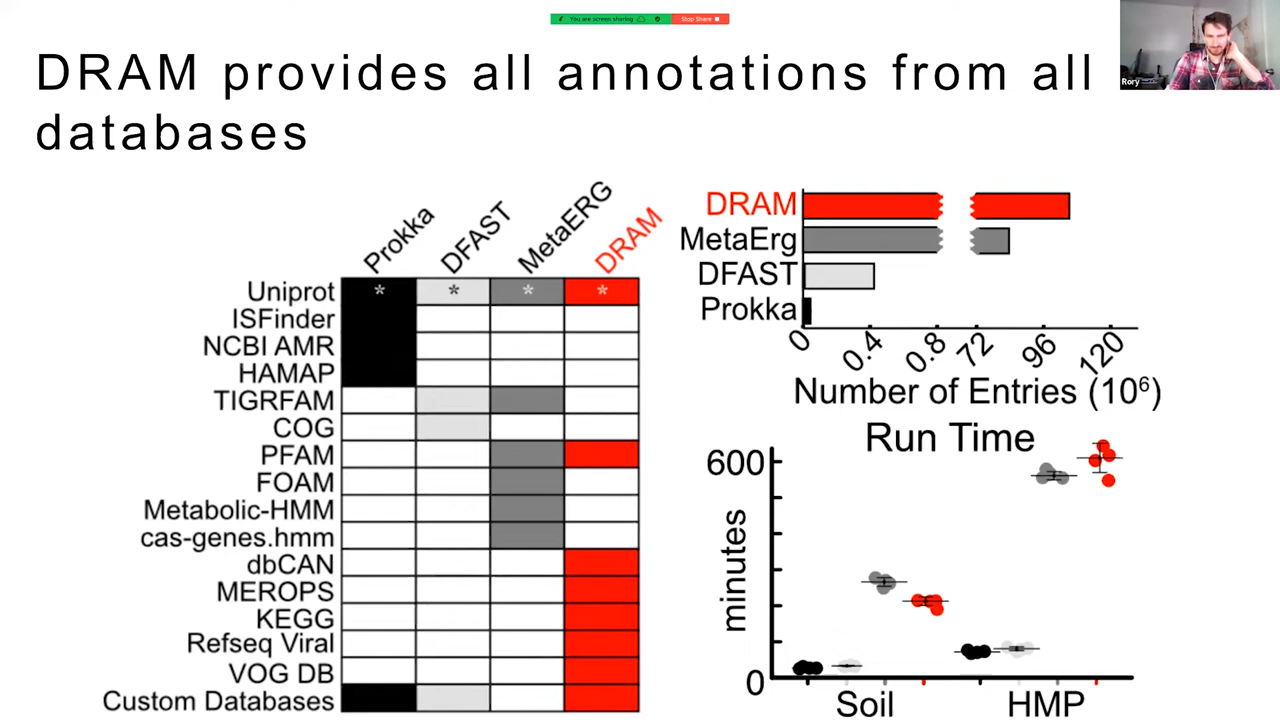 You are screen sharing
Stop Share
DRAM provides all annotations from all
databases
Rory
Prokka
DFAST
MetaERG
DRAM
Uniprot * * * *
ISFinder
NCBI AMR
HAMAP
TIGRFAM
COG
PFAM
FOAM
Metabolic-HMM
cas-genes.hmm
dbCAN
MEROPS
KEGG
Refseq Viral
VOG DB
Custom Databases
DRAM
MetaErg
DFAST
Prokka
0 0.4 0.8 72 96 120
Number of Entries (10⁶)
Run Time
600
minutes
0
Soil HMP